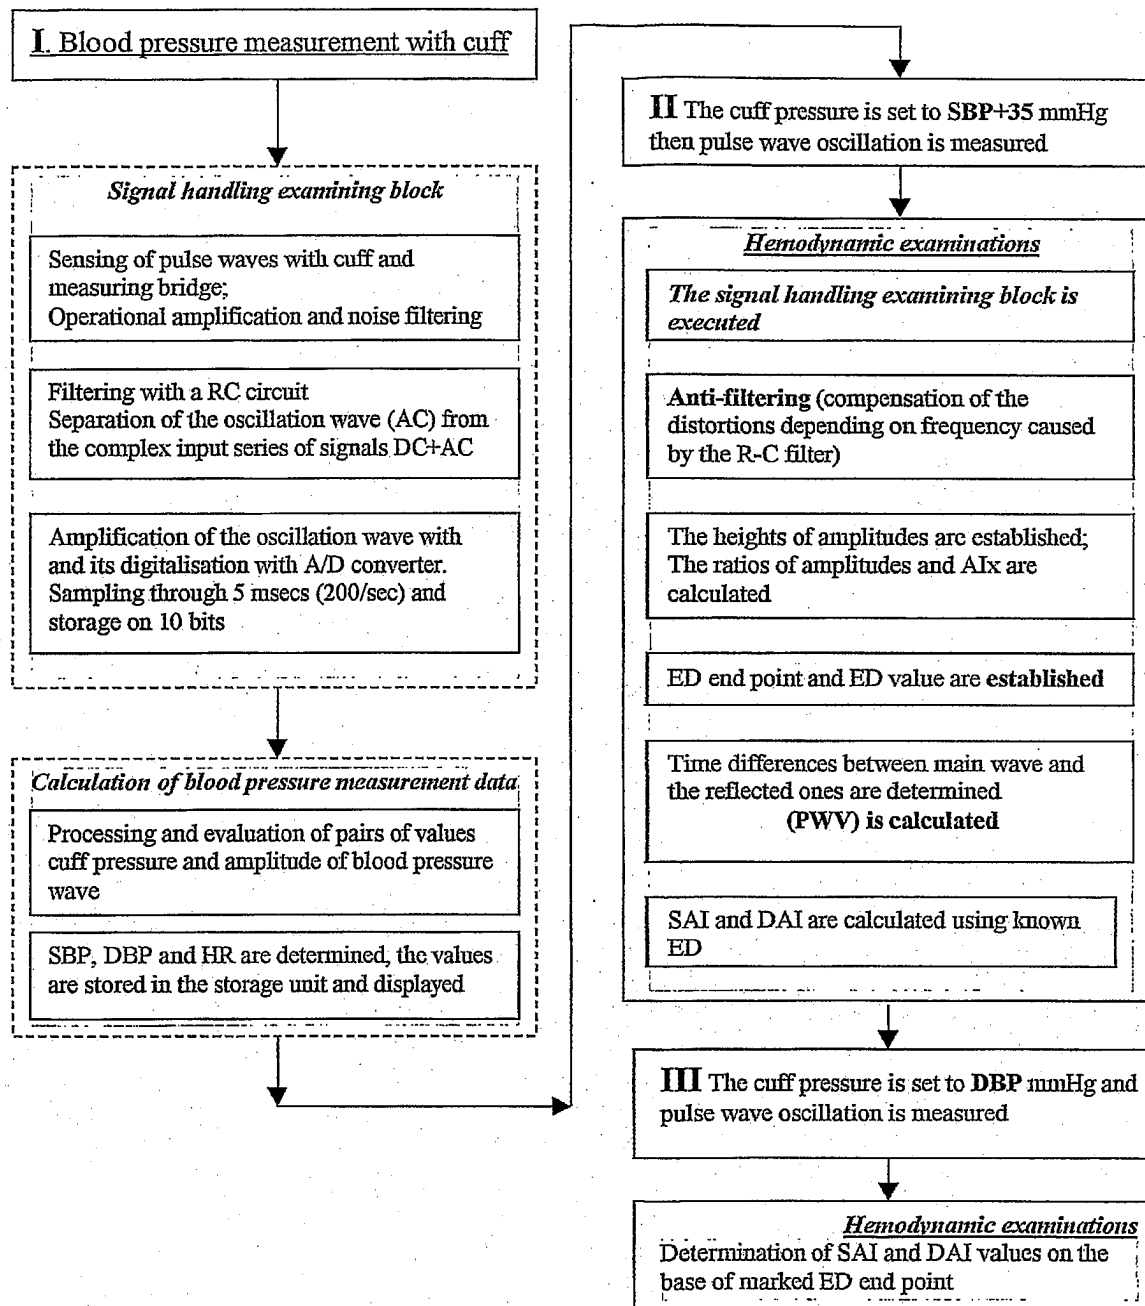 I. Blood pressure measurement with cuff
Signal handling examining block
Sensing of pulse waves with cuff and
measuring bridge;
Operational amplification and noise filtering
Filtering with a RC circuit
Separation of the oscillation wave (AC) from
the complex input series of signals DC+AC
Amplification of the oscillation wave with
and its digitalisation with A/D converter.
Sampling through 5 msecs (200/sec) and
storage on 10 bits
Calculation of blood pressure measurement data
Processing and evaluation of pairs of values
cuff pressure and amplitude of blood pressure
wave
SBP, DBP and HR are determined, the values
are stored in the storage unit and displayed
II The cuff pressure is set to SBP+35 mmHg
then pulse wave oscillation is measured
Hemodynamic examinations
The signal handling examining block is
executed
Anti-filtering (compensation of the
distortions depending on frequency caused
by the R-C filter)
The heights of amplitudes are established;
The ratios of amplitudes and AIx are
calculated
ED end point and ED value are established
Time differences between main wave and
the reflected ones are determined
(PWV) is calculated
SAI and DAI are calculated using known
ED
III The cuff pressure is set to DBP mmHg and
pulse wave oscillation is measured
Hemodynamic examinations
Determination of SAI and DAI values on the
base of marked ED end point